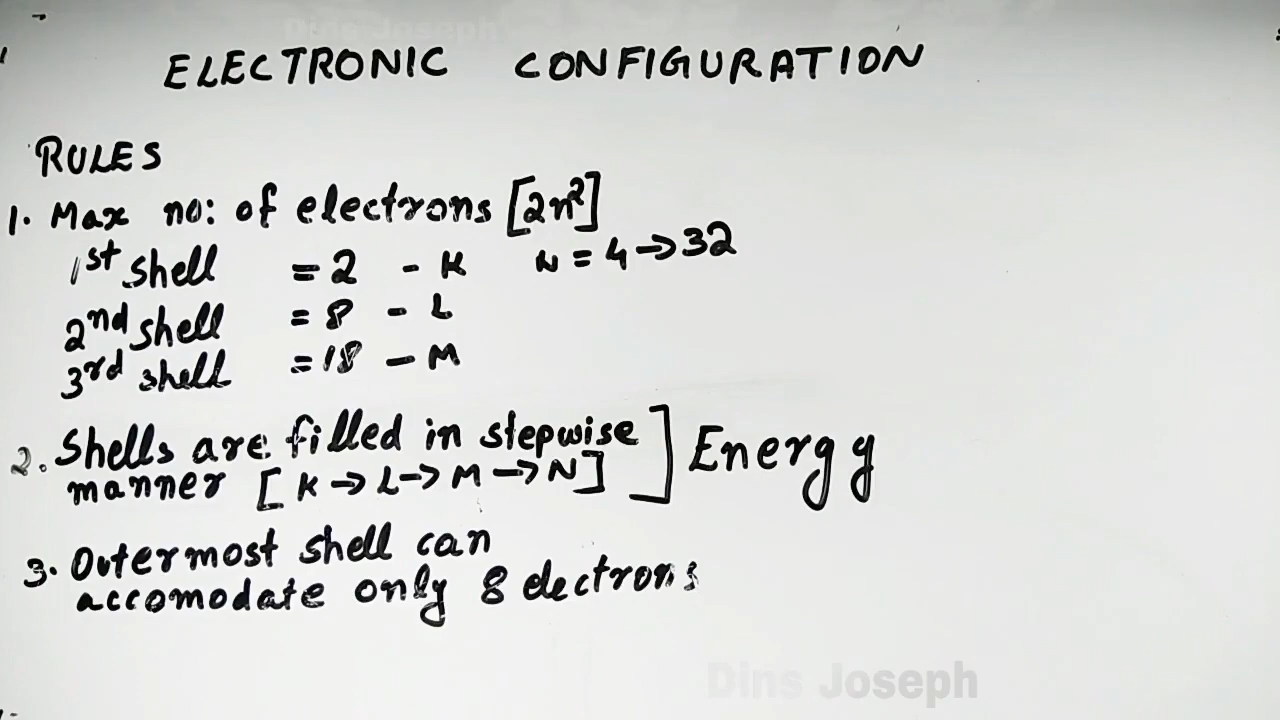 ELECTRONIC CONFIGURATION
RULES
1. Max no: of electrons [2n²]
1st shell = 2 - K N = 4 → 32
2nd shell = 8 - L
3rd shell = 18 - M
2. Shells are filled in stepwise
manner [K → L → M → N] ] Energy
3. Outermost shell can
accomodate only 8 electrons
Dins Joseph